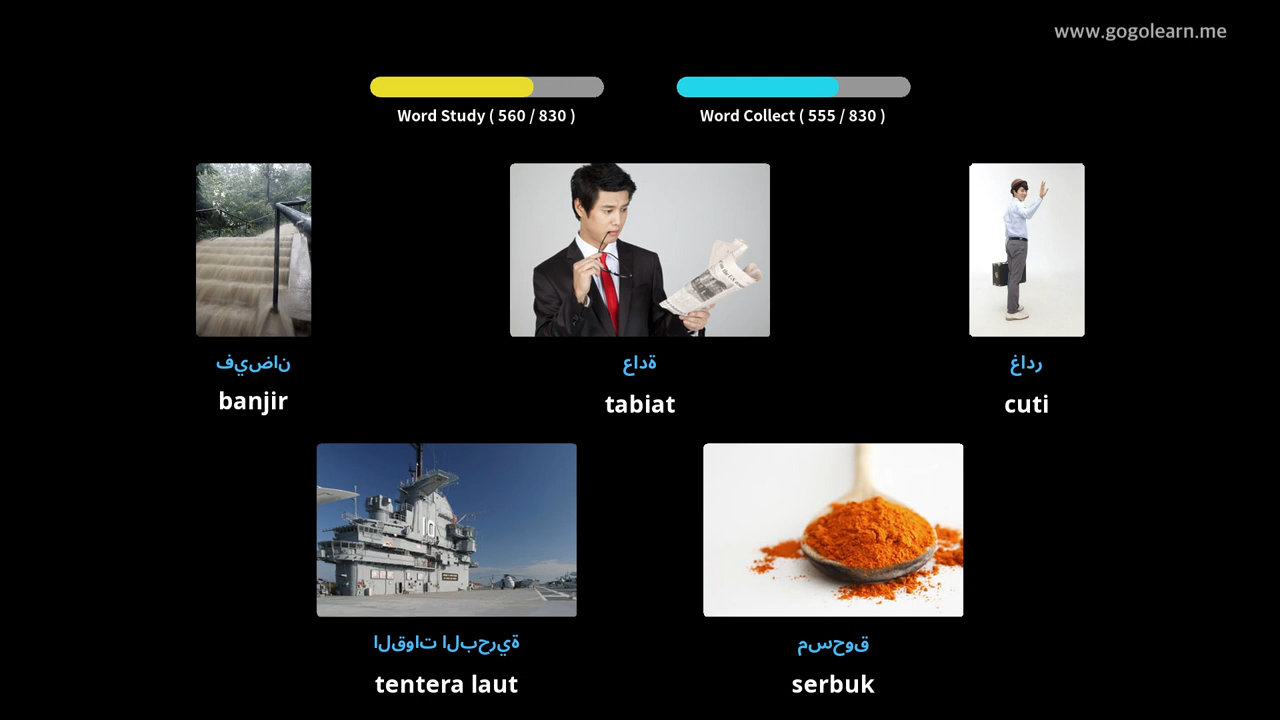 www.gogolearn.me
Word Study ( 560 / 830 )
Word Collect ( 555 / 830 )
فيضان
banjir
عادة
tabiat
غادر
cuti
القوات البحرية
tentera laut
مسحوق
serbuk